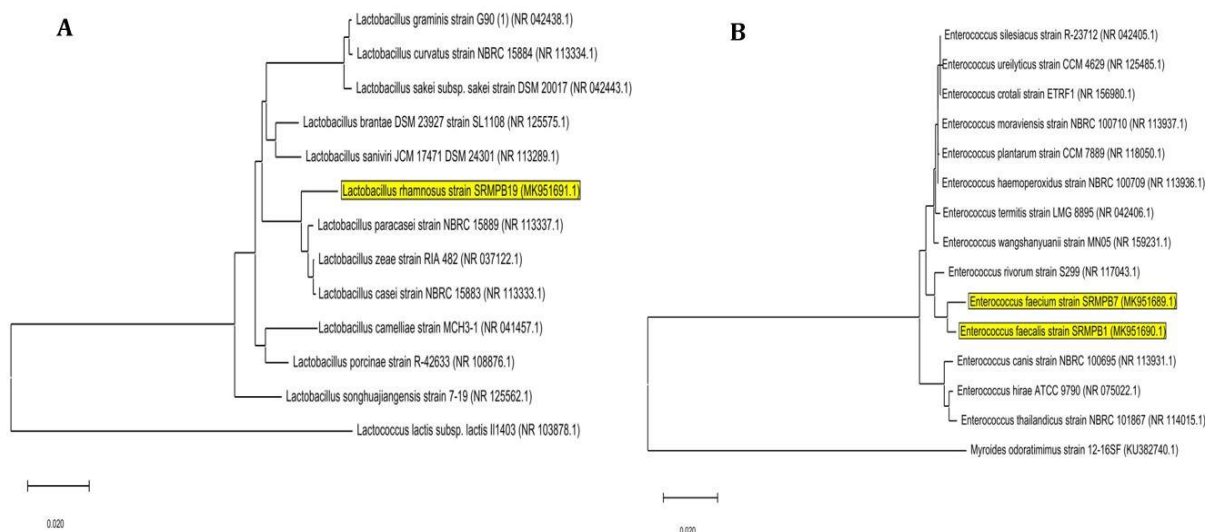 A
Lactobacillus graminis strain G90 (1) (NR 042438.1)
Lactobacillus curvatus strain NBRC 15884 (NR 113334.1)
Lactobacillus sakei subsp. sakei strain DSM 20017 (NR 042443.1)
Lactobacillus brantae DSM 23927 strain SL1108 (NR 125575.1)
Lactobacillus saniviri JCM 17471 DSM 24301 (NR 113289.1)
Lactobacillus rhamnosus strain SRMPB19 (MK951691.1)
Lactobacillus paracasei strain NBRC 15889 (NR 113337.1)
Lactobacillus zeae strain RIA 482 (NR 037122.1)
Lactobacillus casei strain NBRC 15883 (NR 113333.1)
Lactobacillus camelliae strain MCH3-1 (NR 041457.1)
Lactobacillus porcinae strain R-42633 (NR 108876.1)
Lactobacillus songhuajiangensis strain 7-19 (NR 125562.1)
Lactococcus lactis subsp. lactis Il1403 (NR 103878.1)
0.020
B
Enterococcus silesiacus strain R-23712 (NR 042405.1)
Enterococcus ureilyticus strain CCM 4629 (NR 125485.1)
Enterococcus crotali strain ETRF1 (NR 156980.1)
Enterococcus moraviensis strain NBRC 100710 (NR 113937.1)
Enterococcus plantarum strain CCM 7889 (NR 118050.1)
Enterococcus haemoperoxidus strain NBRC 100709 (NR 113936.1)
Enterococcus termitis strain LMG 8895 (NR 042406.1)
Enterococcus wangshanyuanii strain MN05 (NR 159231.1)
Enterococcus rivorum strain S299 (NR 117043.1)
Enterococcus faecium strain SRMPB7 (MK951689.1)
Enterococcus faecalis strain SRMPB1 (MK951690.1)
Enterococcus canis strain NBRC 100695 (NR 113931.1)
Enterococcus hirae ATCC 9790 (NR 075022.1)
Enterococcus thailandicus strain NBRC 101867 (NR 114015.1)
Myroides odoratimimus strain 12-16SF (KU382740.1)
0.020